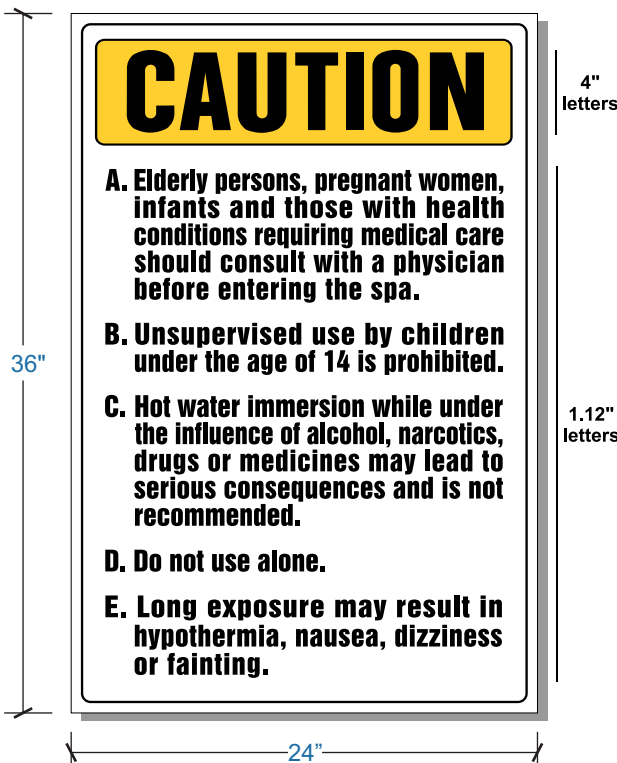 CAUTION
4"
letters
A. Elderly persons, pregnant women,
infants and those with health
conditions requiring medical care
should consult with a physician
before entering the spa.
B. Unsupervised use by children
under the age of 14 is prohibited.
36"
C. Hot water immersion while under
the influence of alcohol, narcotics,
drugs or medicines may lead to
serious consequences and is not
recommended.
1.12"
letters
D. Do not use alone.
E. Long exposure may result in
hypothermia, nausea, dizziness
or fainting.
24”